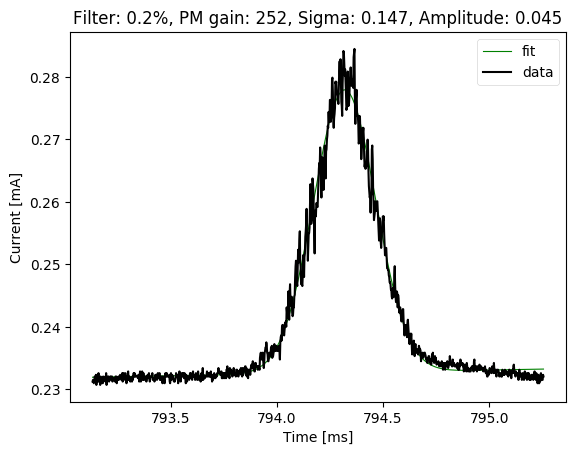 Filter: 0.2%, PM gain: 252, Sigma: 0.147, Amplitude: 0.045
fit
data
0.28
0.27
0.26
0.25
0.24
0.23
Current [mA]
793.5 794.0 794.5 795.0
Time [ms]